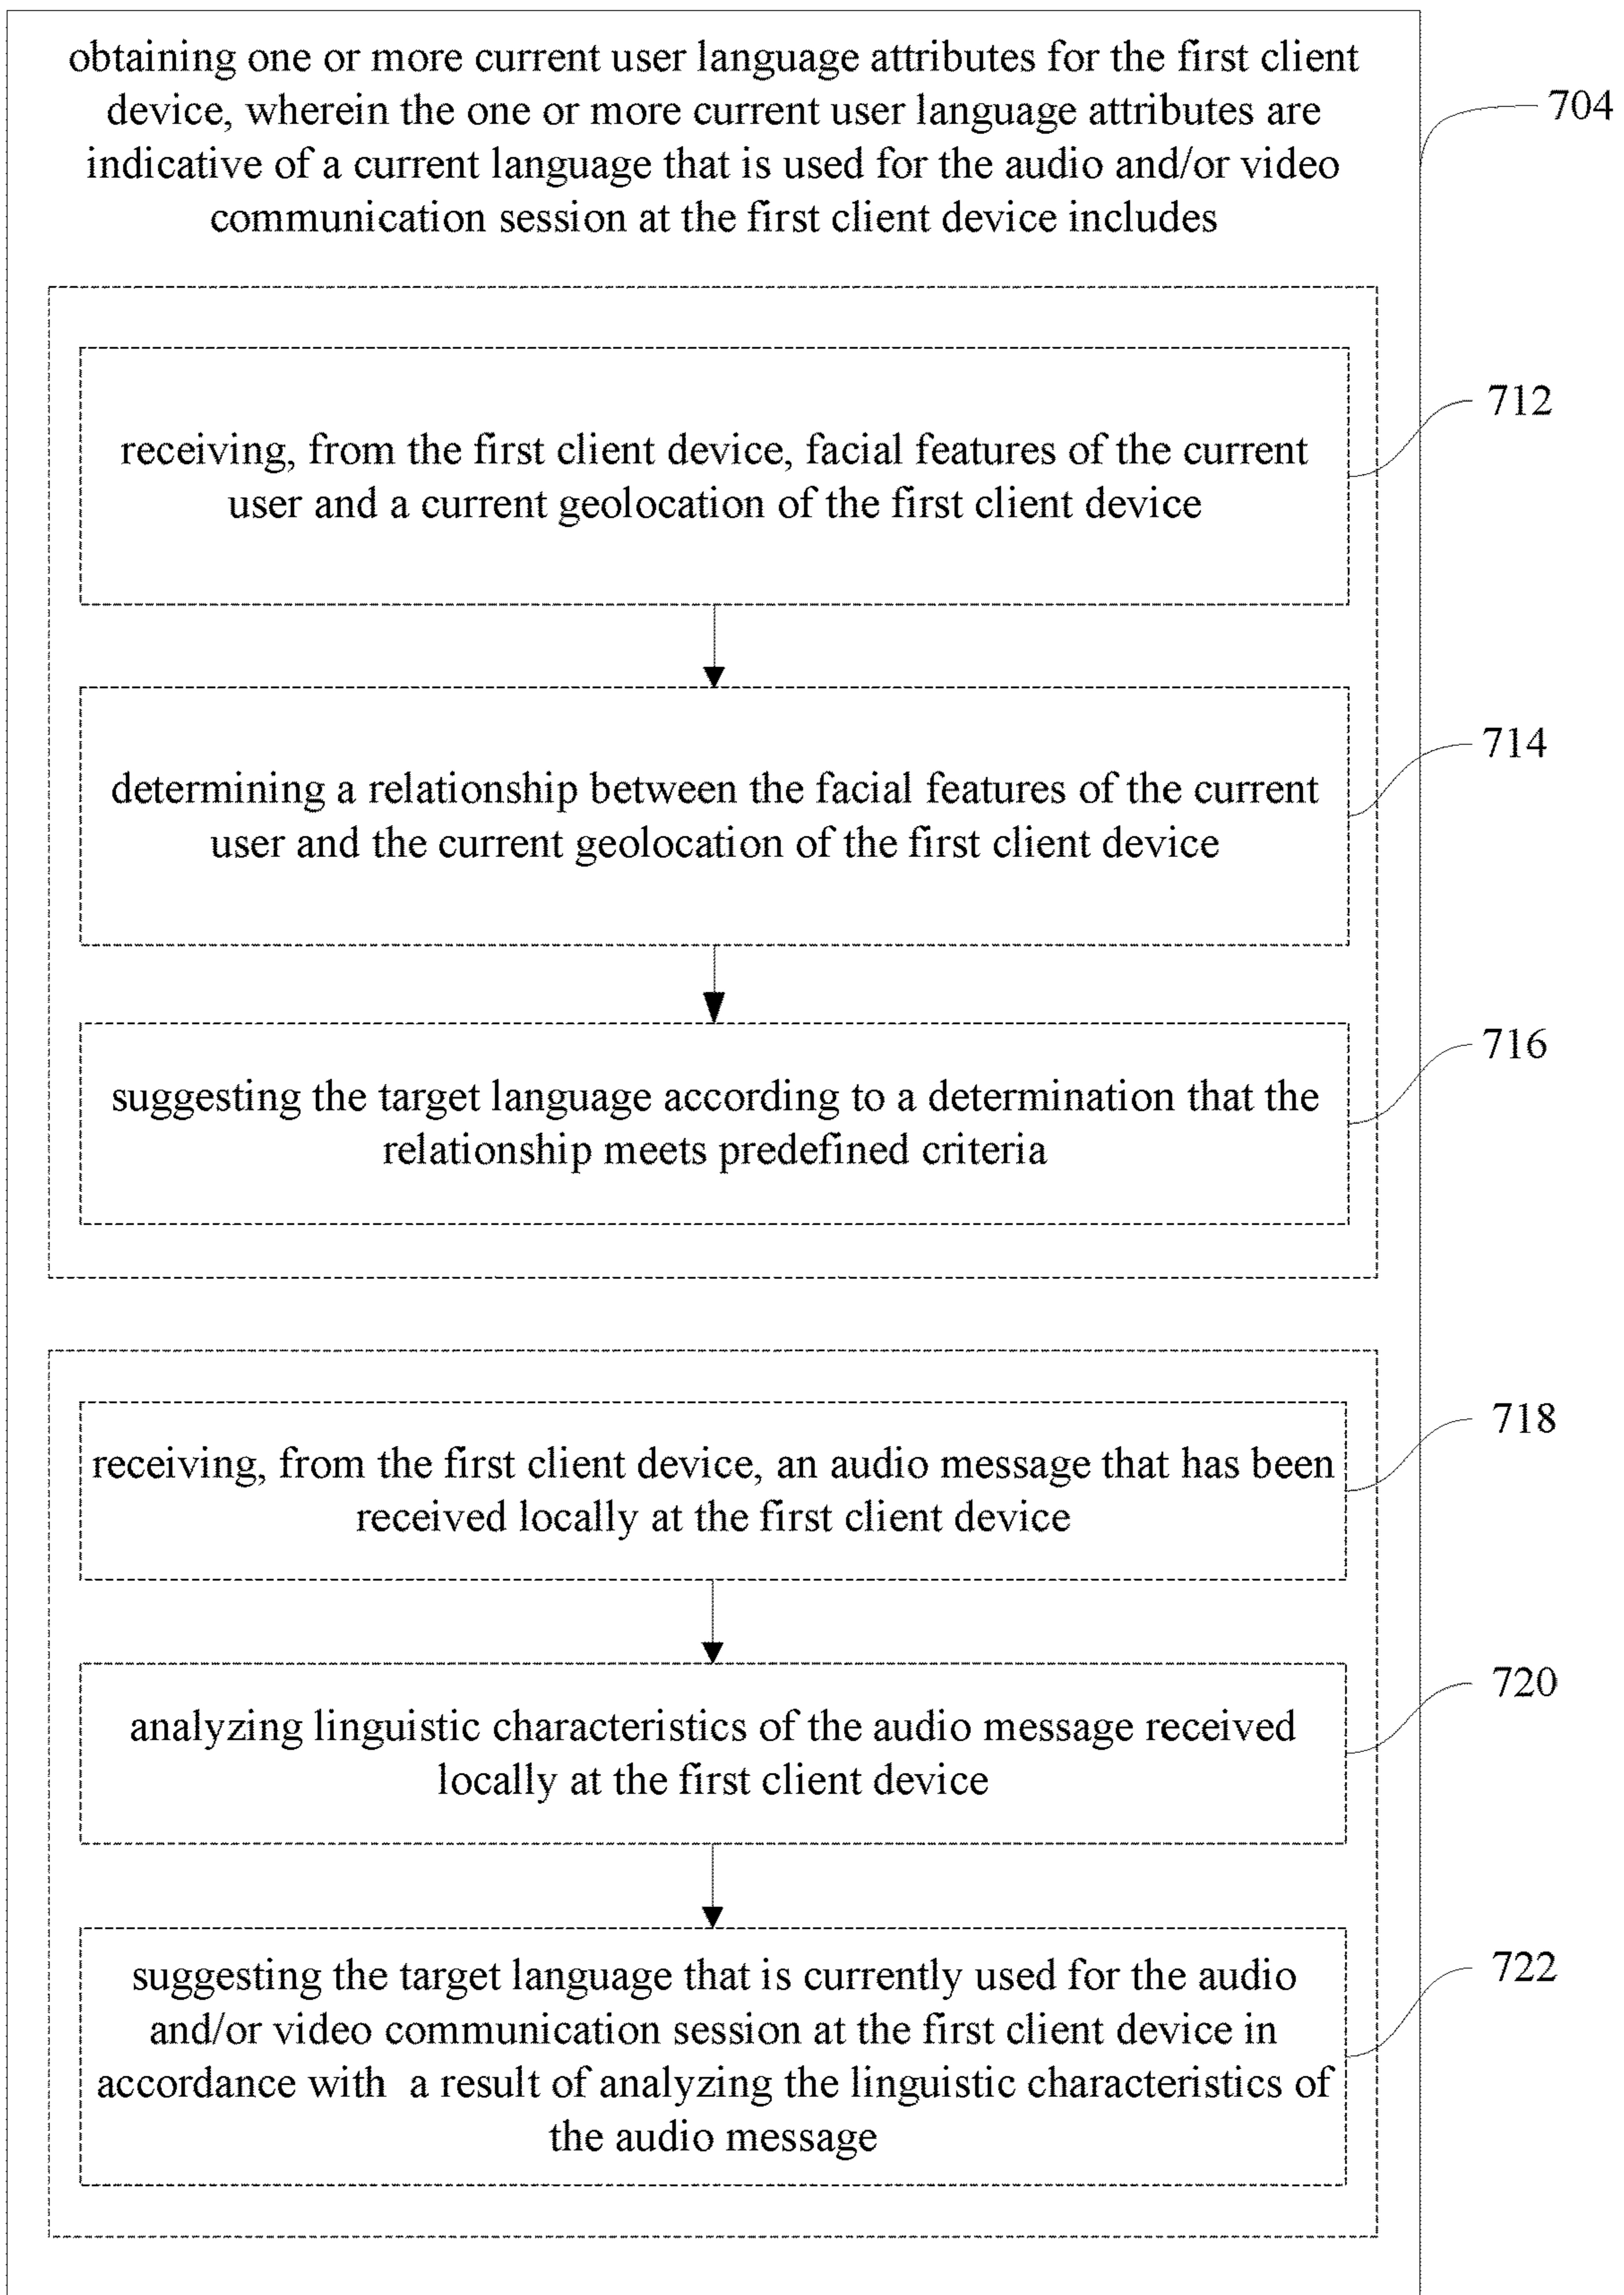 obtaining one or more current user language attributes for the first client
device, wherein the one or more current user language attributes are
indicative of a current language that is used for the audio and/or video
communication session at the first client device includes
704
receiving, from the first client device, facial features of the current
user and a current geolocation of the first client device
712
determining a relationship between the facial features of the current
user and the current geolocation of the first client device
714
suggesting the target language according to a determination that the
relationship meets predefined criteria
716
receiving, from the first client device, an audio message that has been
received locally at the first client device
718
analyzing linguistic characteristics of the audio message received
locally at the first client device
720
suggesting the target language that is currently used for the audio
and/or video communication session at the first client device in
accordance with a result of analyzing the linguistic characteristics of
the audio message
722